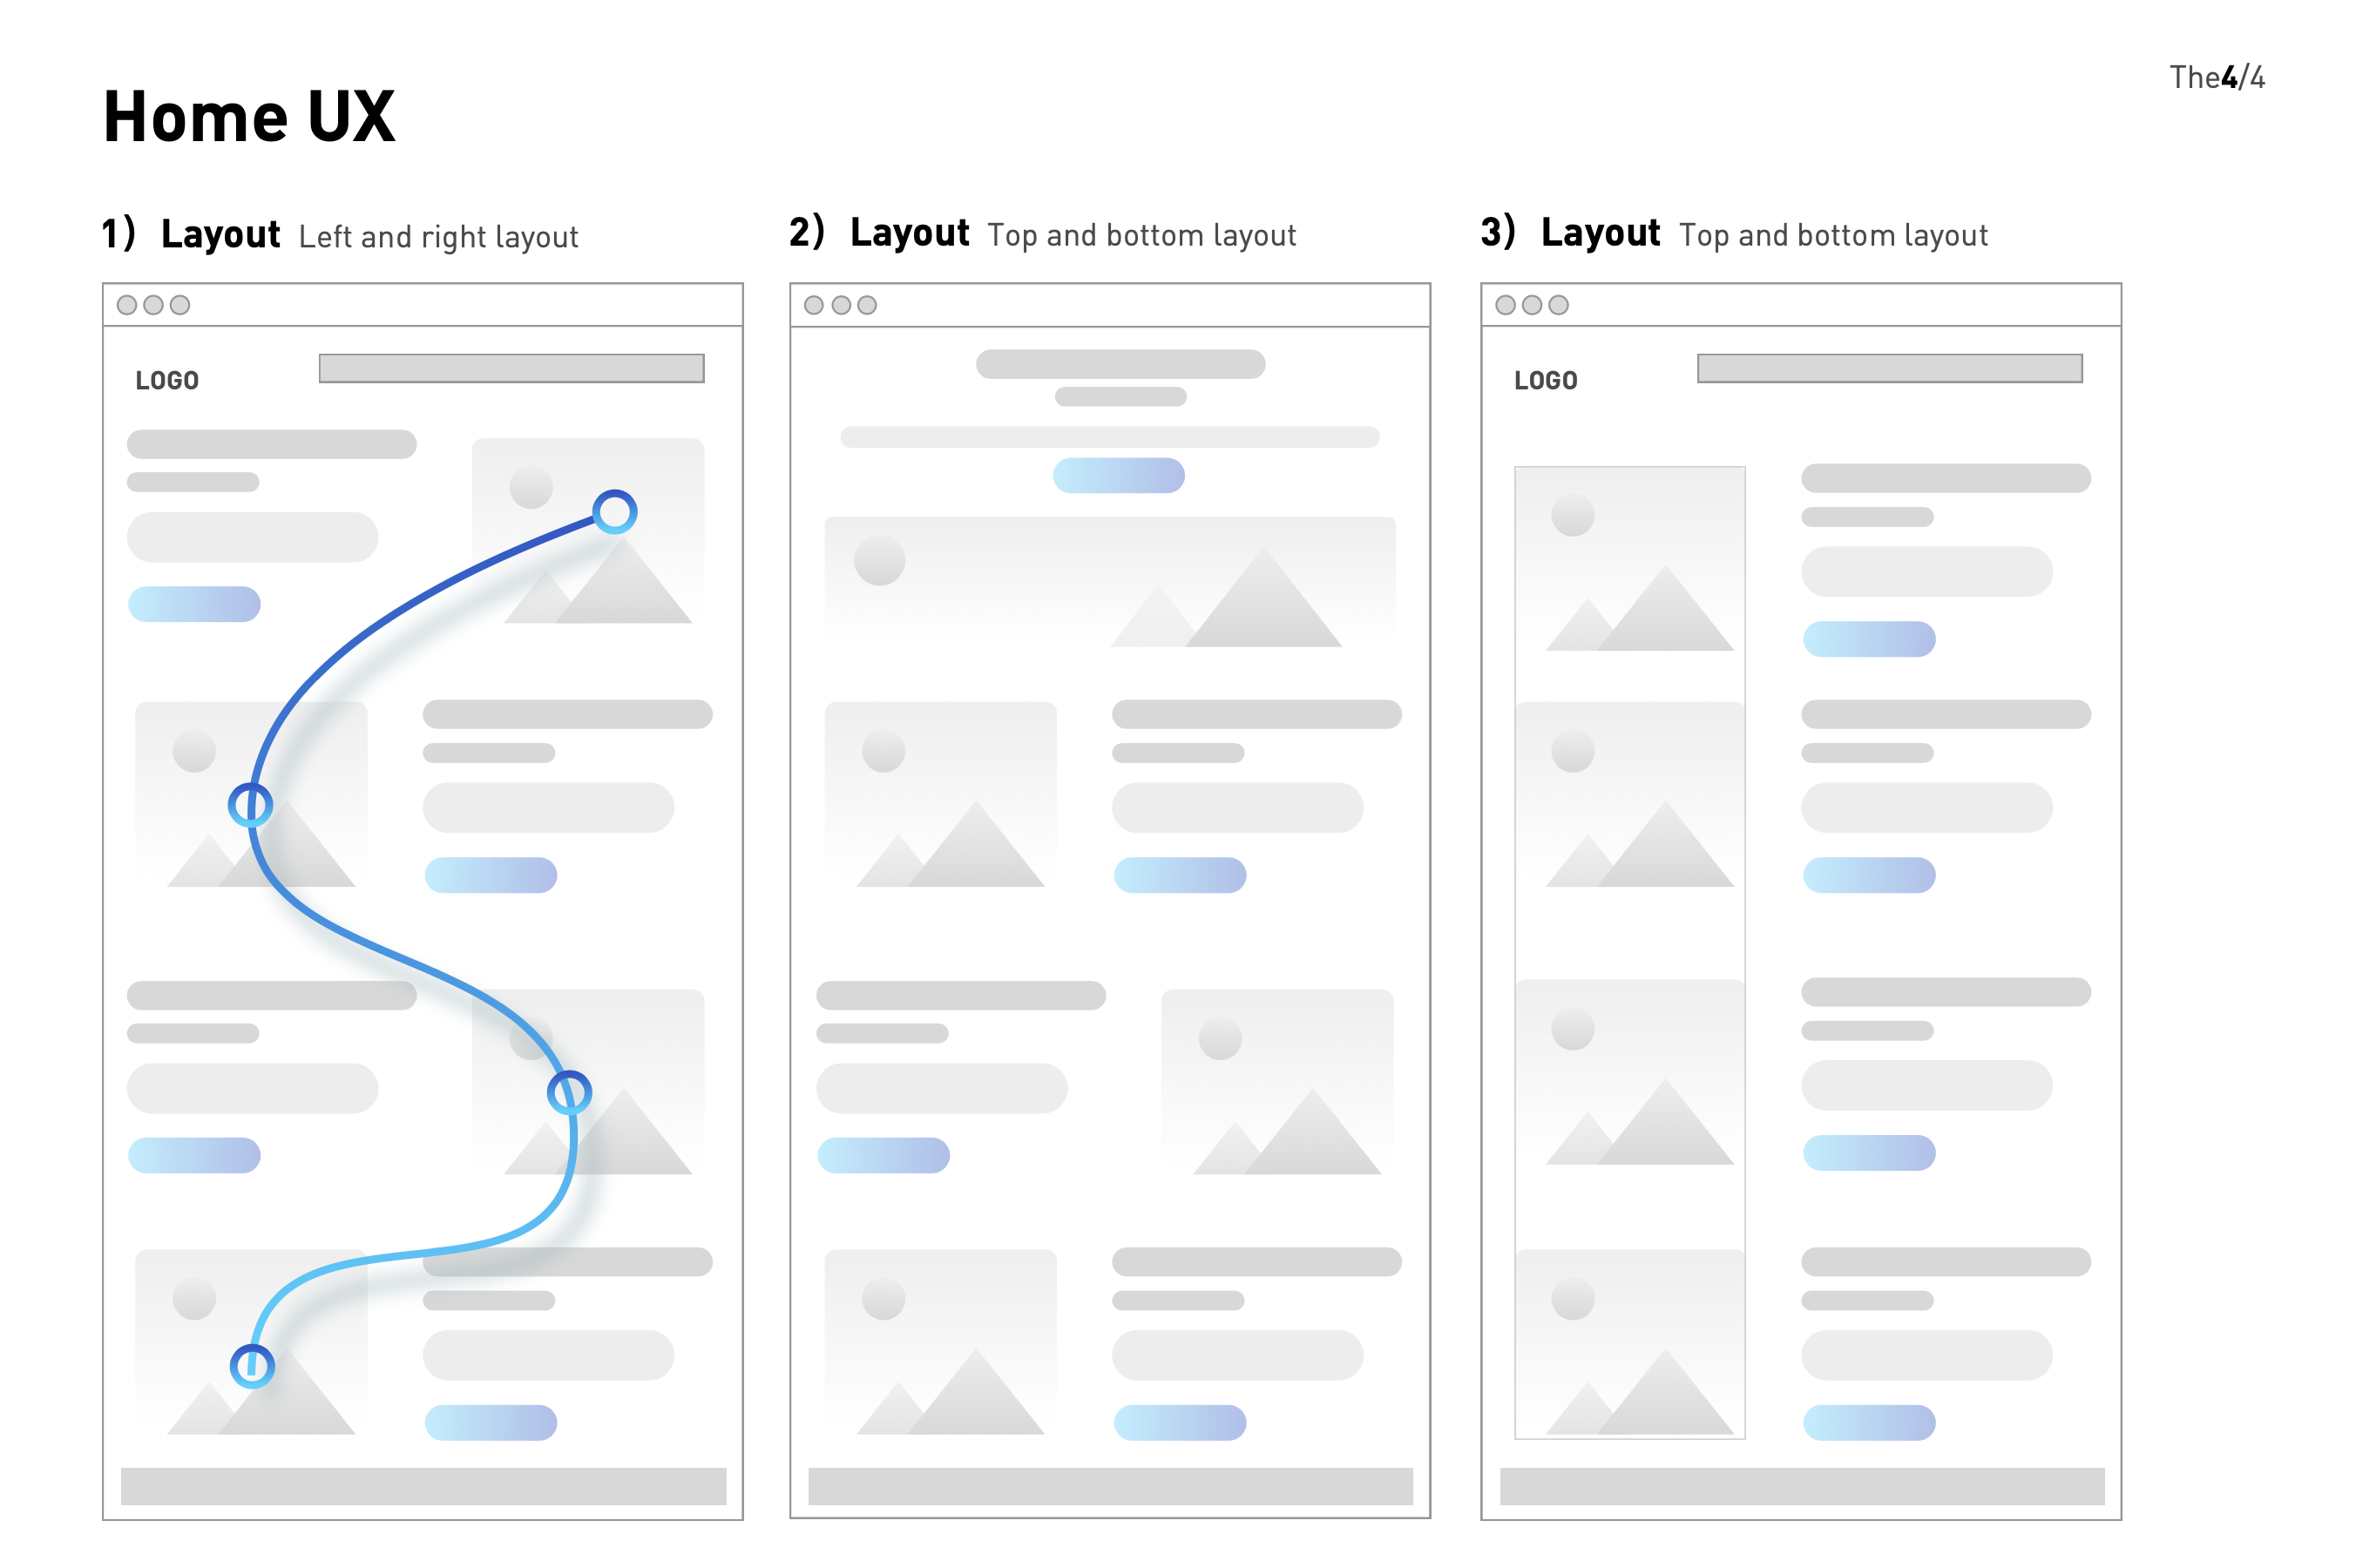 The4/4
Home UX
1) Layout Left and right layout
2) Layout Top and bottom layout
3) Layout Top and bottom layout
LOGO
LOGO